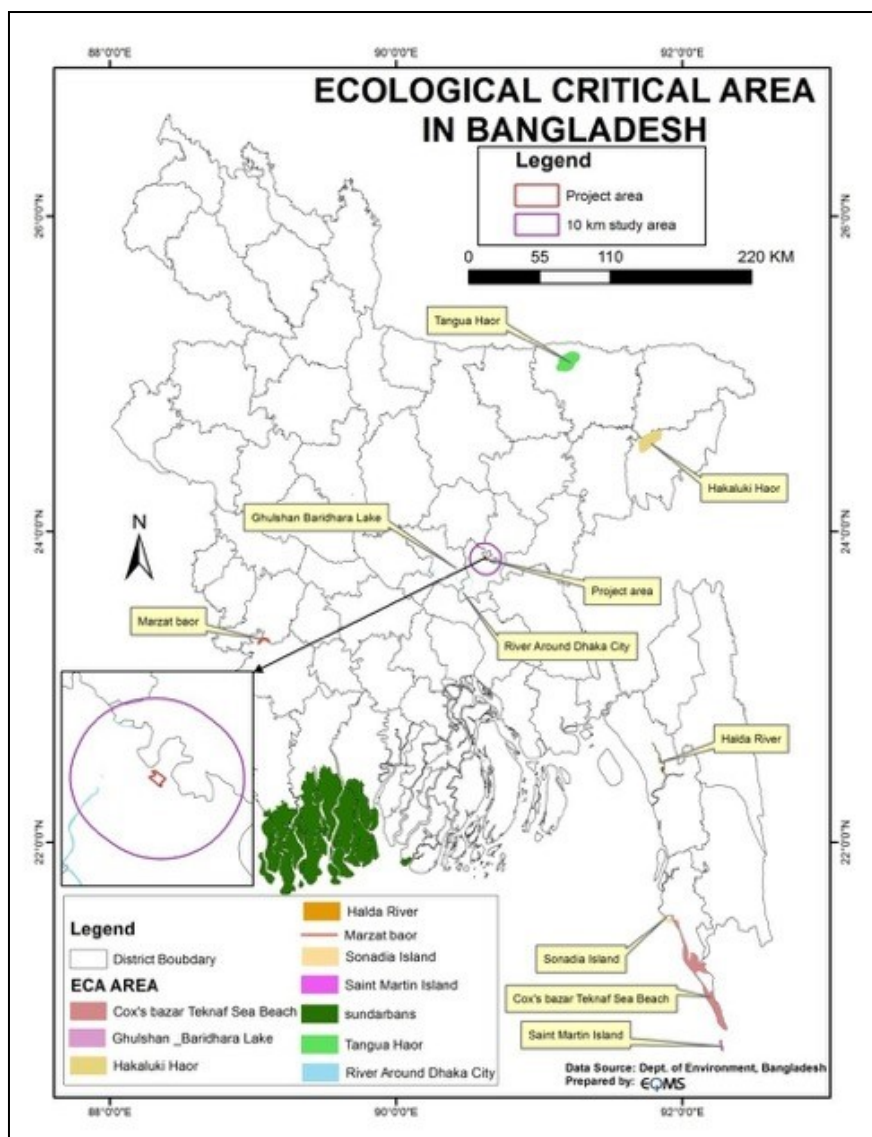 88°0'0"E
90°0'0"E
92°0'0"E
ECOLOGICAL CRITICAL AREA
IN BANGLADESH
Legend
Project area
10 km study area
0 55 110 220 KM
26°0'0"N
26°0'0"N
Tangua Haor
Hakaluki Haor
Ghulshan Baridhara Lake
24°0'0"N
24°0'0"N
N
Project area
Marzat baor
River Around Dhaka City
Halda River
22°0'0"N
22°0'0"N
Sonadia Island
Cox's bazar Teknaf Sea Beach
Saint Martin Island
Legend
District Boubdary
ECA AREA
Cox's bazar Teknaf Sea Beach
Ghulshan _Baridhara Lake
Hakaluki Haor
Halda River
Marzat baor
Sonadia Island
Saint Martin Island
sundarbans
Tangua Haor
River Around Dhaka City
Data Source: Dept. of Environment, Bangladesh
Prepared by: EQMS
88°0'0"E
90°0'0"E
92°0'0"E